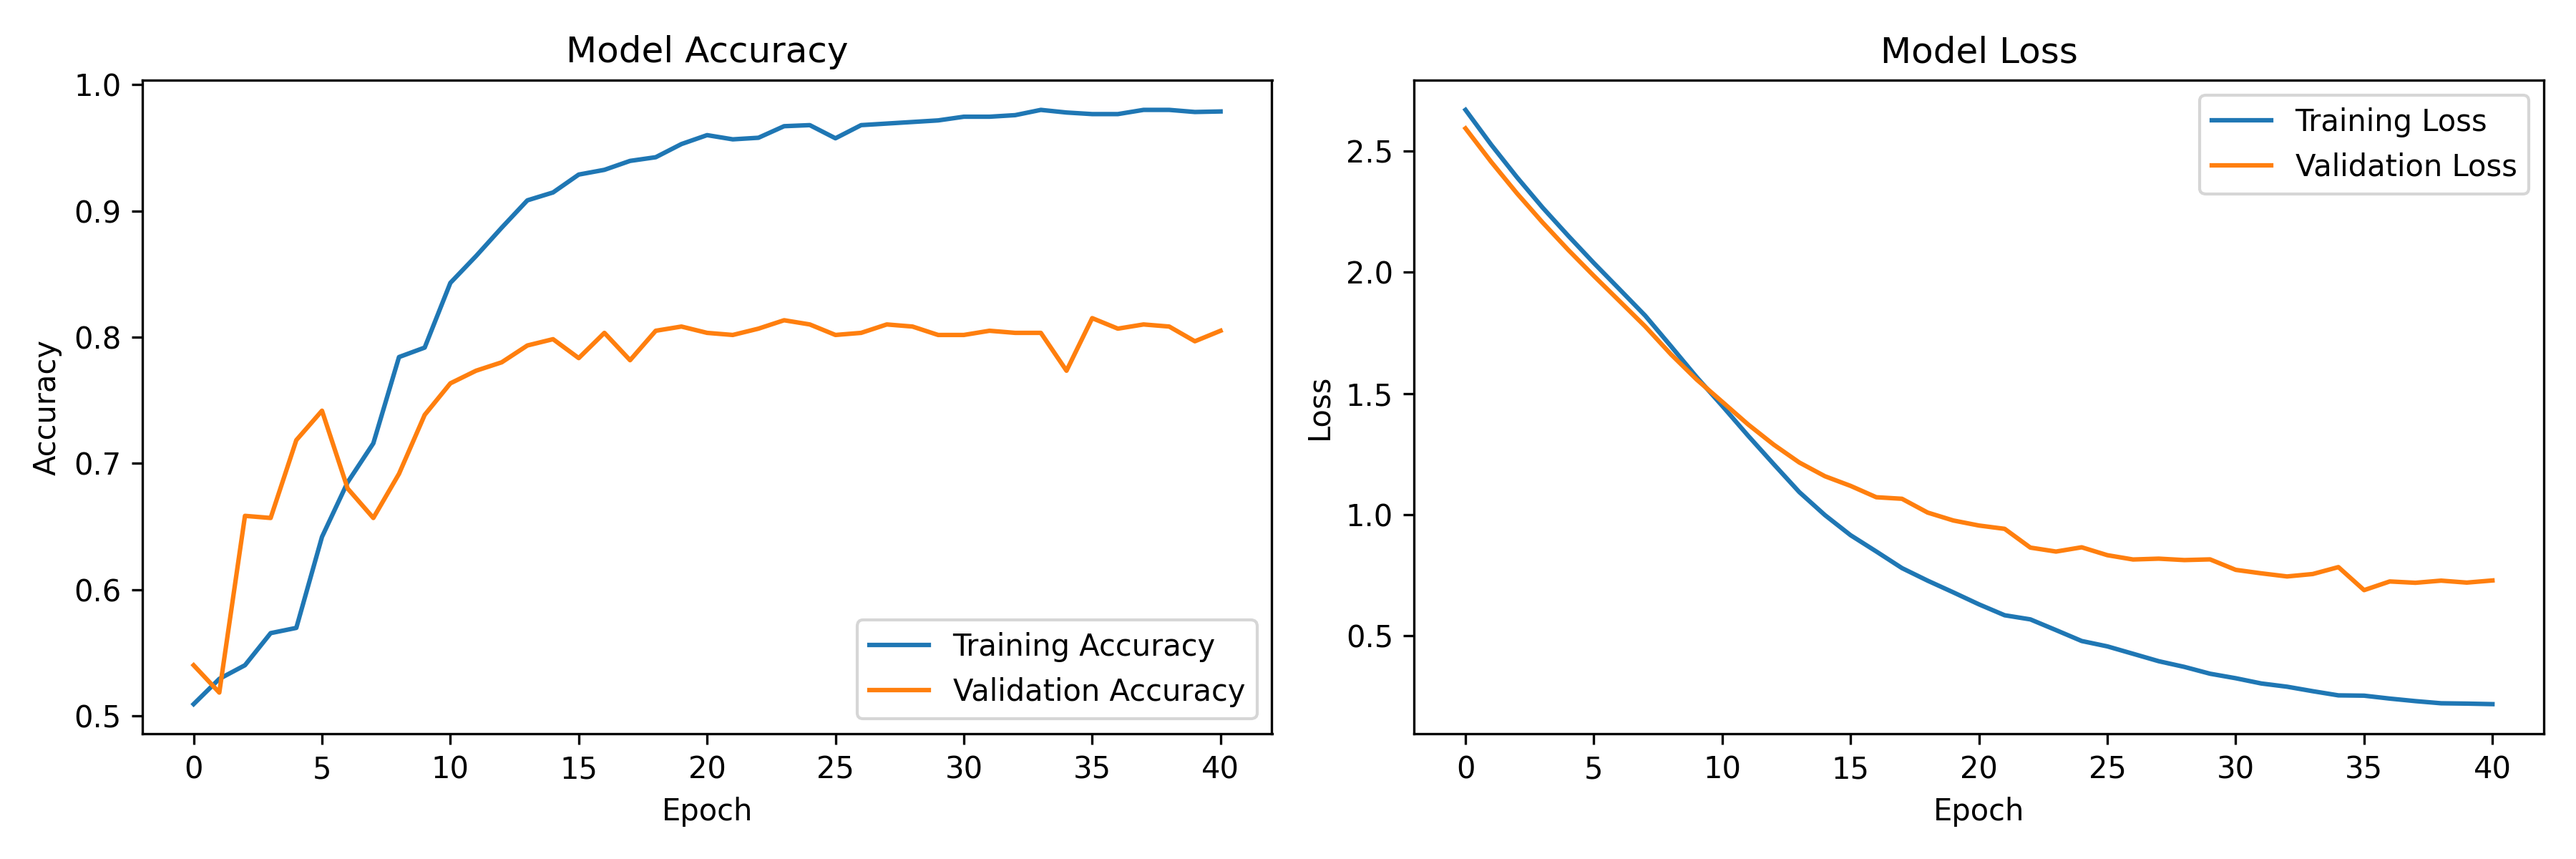 Model Accuracy
1.0
0.9
0.8
0.7
0.6
0.5
Accuracy
0 5 10 15 20 25 30 35 40
Epoch
Training Accuracy
Validation Accuracy
Model Loss
2.5
2.0
1.5
1.0
0.5
Loss
0 5 10 15 20 25 30 35 40
Epoch
Training Loss
Validation Loss